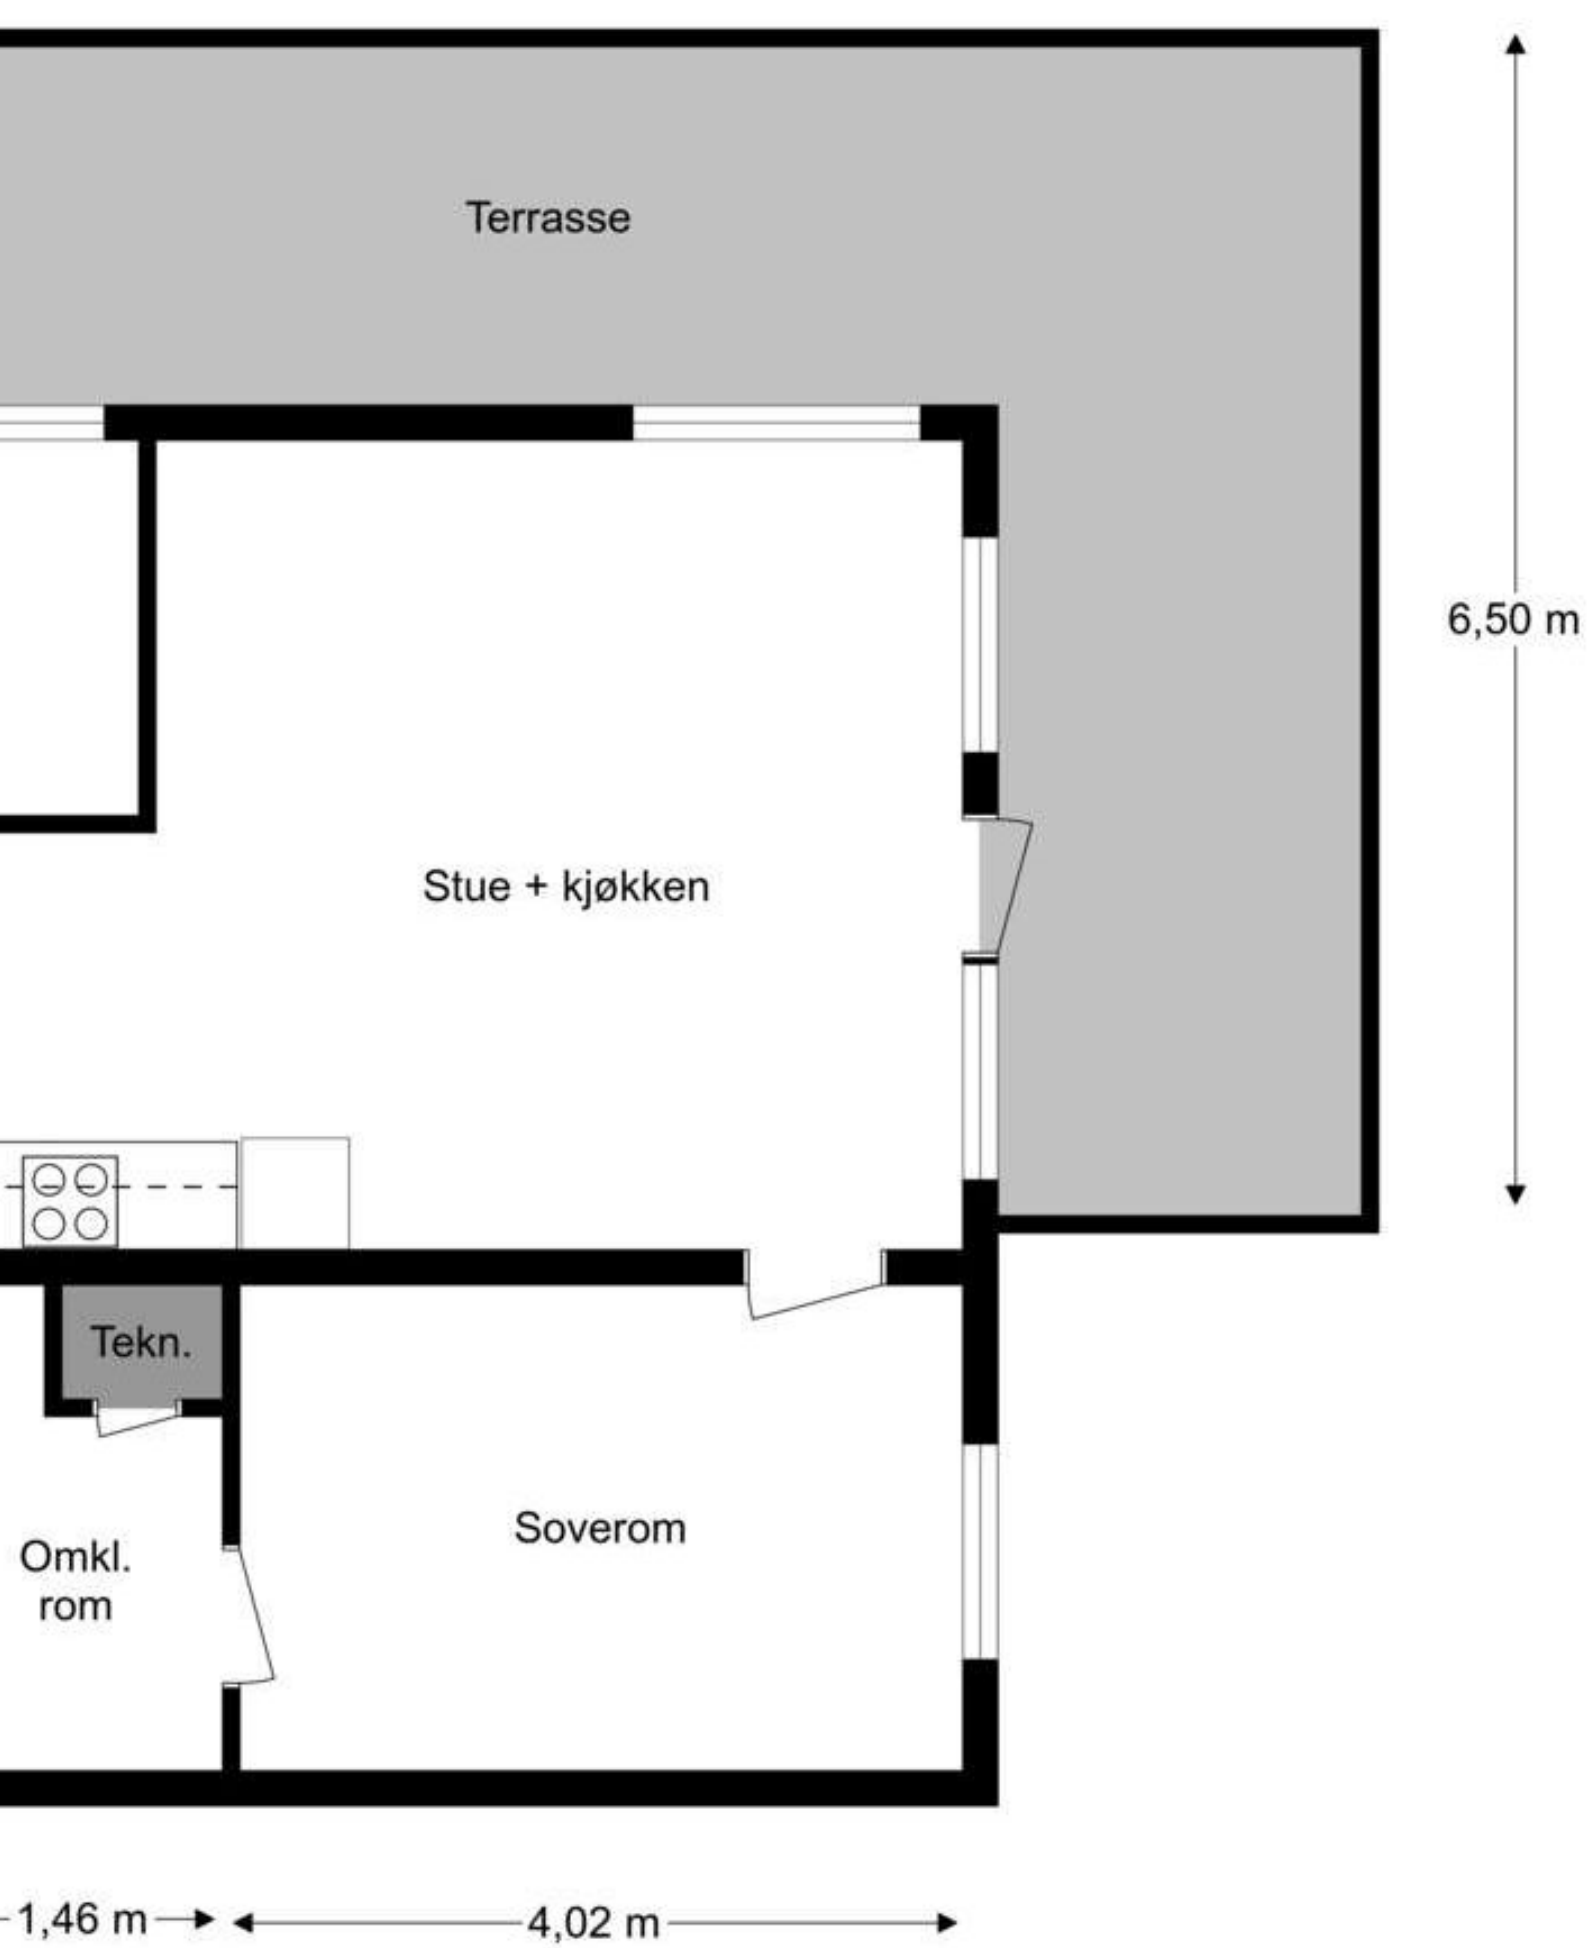 Terrasse
6,50 m
Stue + kjøkken
Tekn.
Soverom
Omkl.
rom
1,46 m
4,02 m